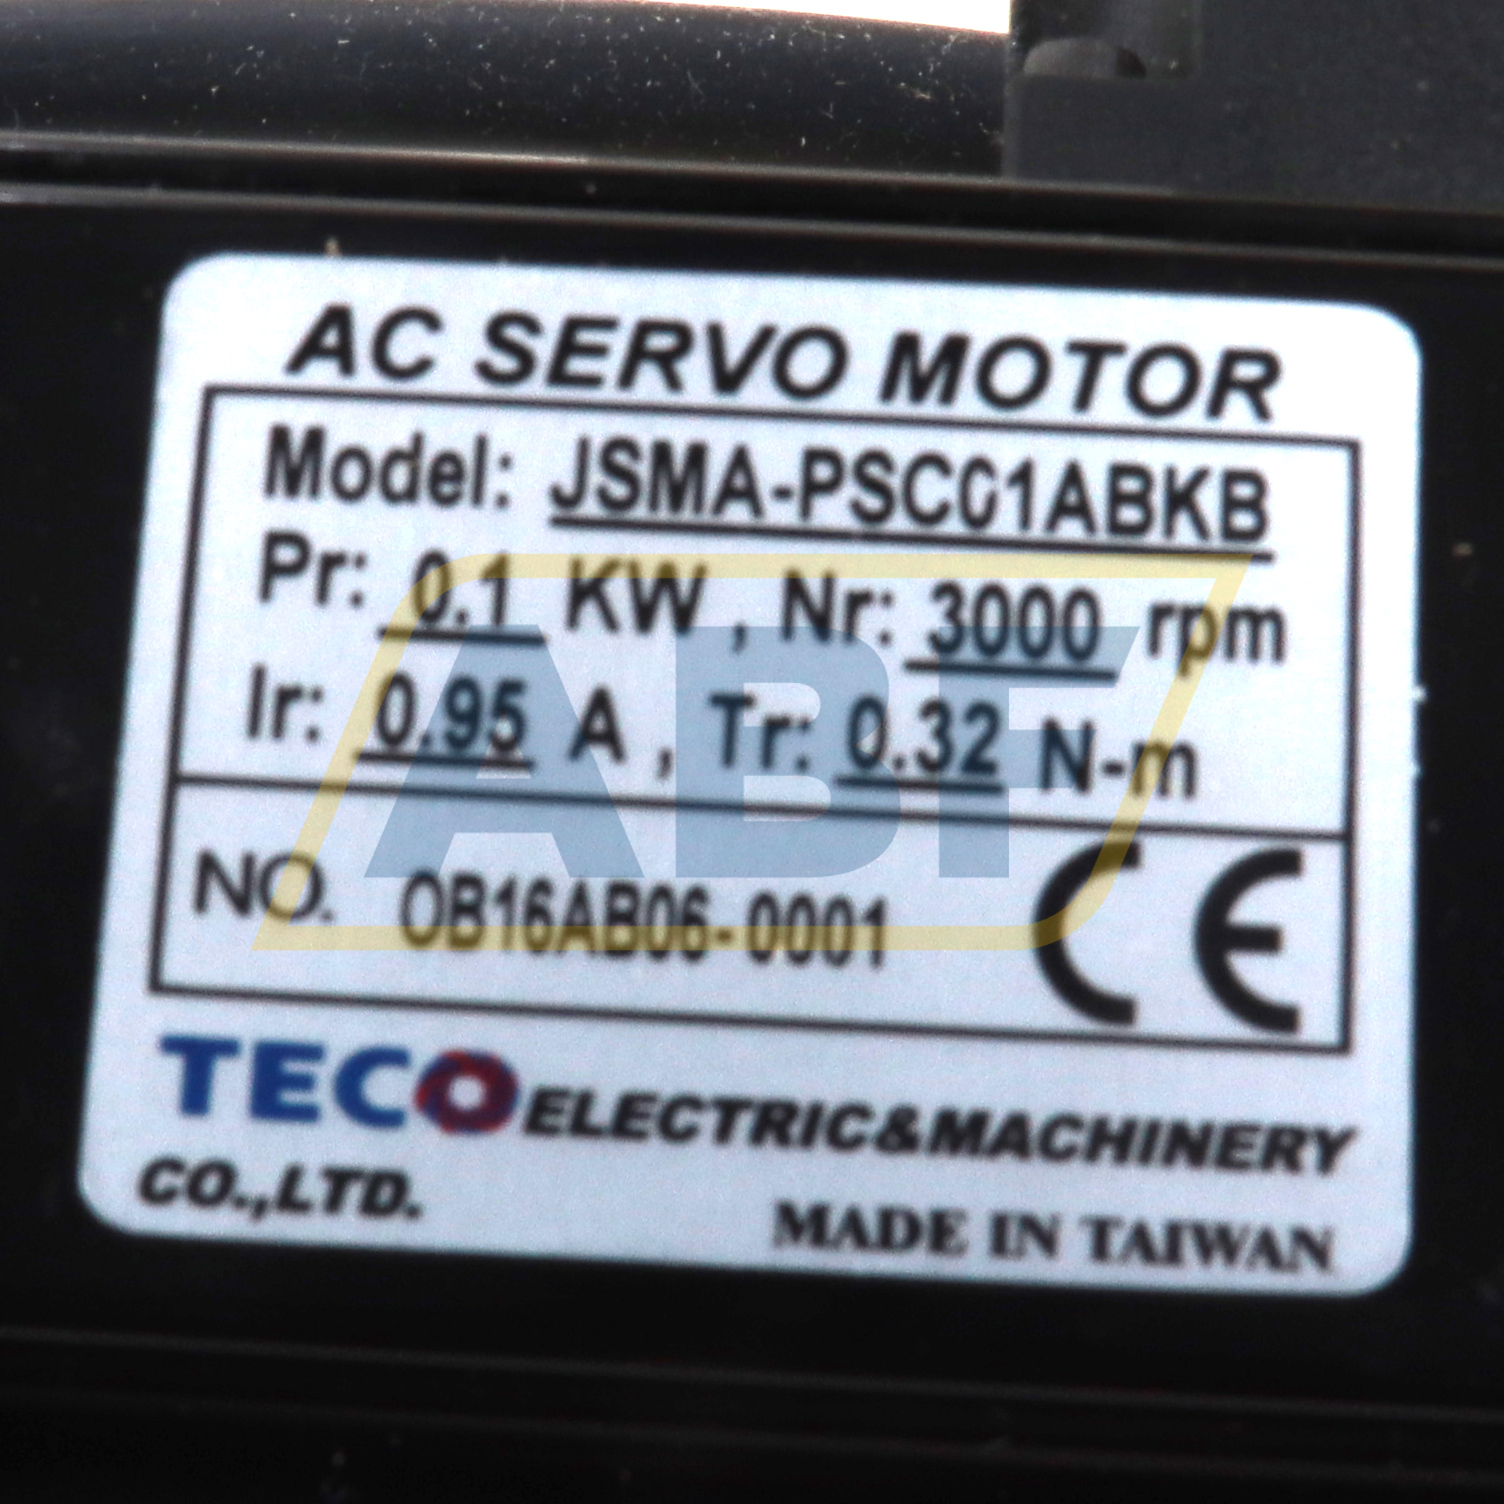 AC SERVO MOTOR
Model: JSMA-PSC01ABKB
Pr: 0.1 KW , Nr: 3000 rpm
Ir: 0.95 A , Tr: 0.32 N-m
NO. OB16AB06-0001 CE
TECO ELECTRIC&MACHINERY
CO.,LTD.
MADE IN TAIWAN
ABF